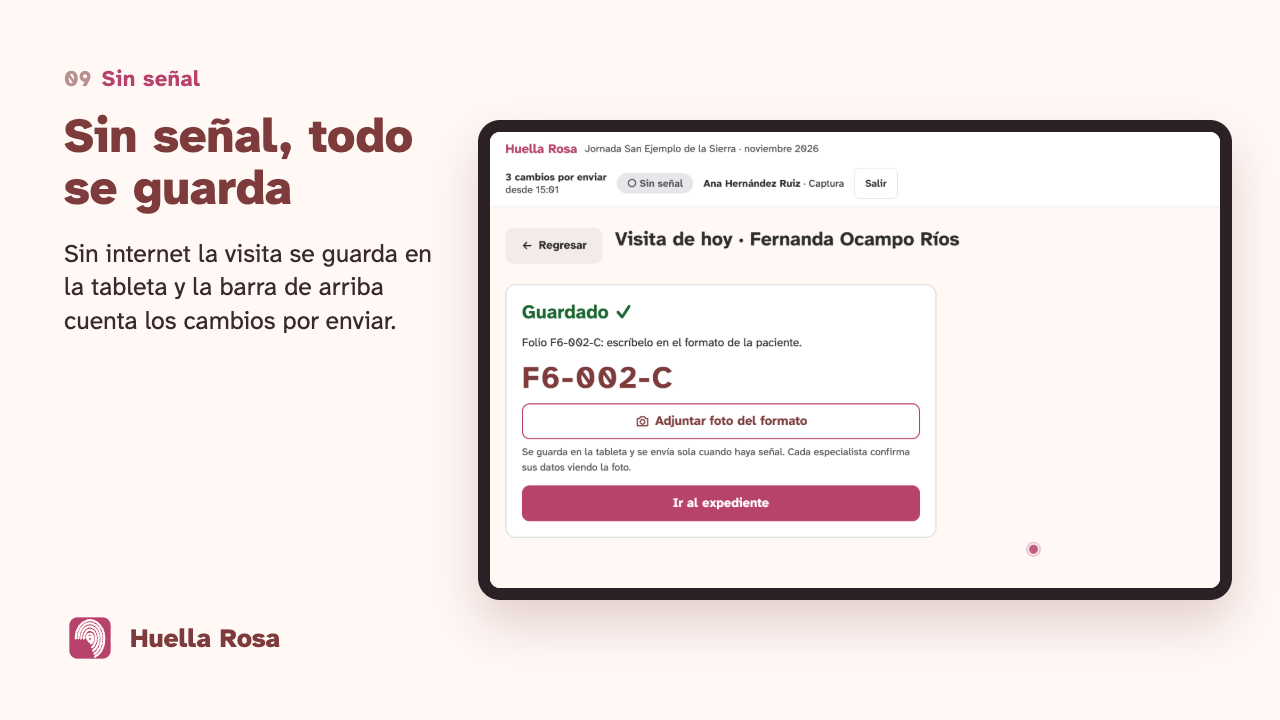 09 Sin señal
Sin señal, todo
se guarda
Sin internet la visita se guarda en
la tableta y la barra de arriba
cuenta los cambios por enviar.
Huella Rosa
Huella Rosa Jornada San Ejemplo de la Sierra · noviembre 2026
3 cambios por enviar
desde 15:01
Sin señal
Ana Hernández Ruiz · Captura
Salir
← Regresar
Visita de hoy · Fernanda Ocampo Ríos
Guardado ✓
Folio F6-002-C: escríbelo en el formato de la paciente.
F6-002-C
Adjuntar foto del formato
Se guarda en la tableta y se envía sola cuando haya señal. Cada especialista confirma
sus datos viendo la foto.
Ir al expediente